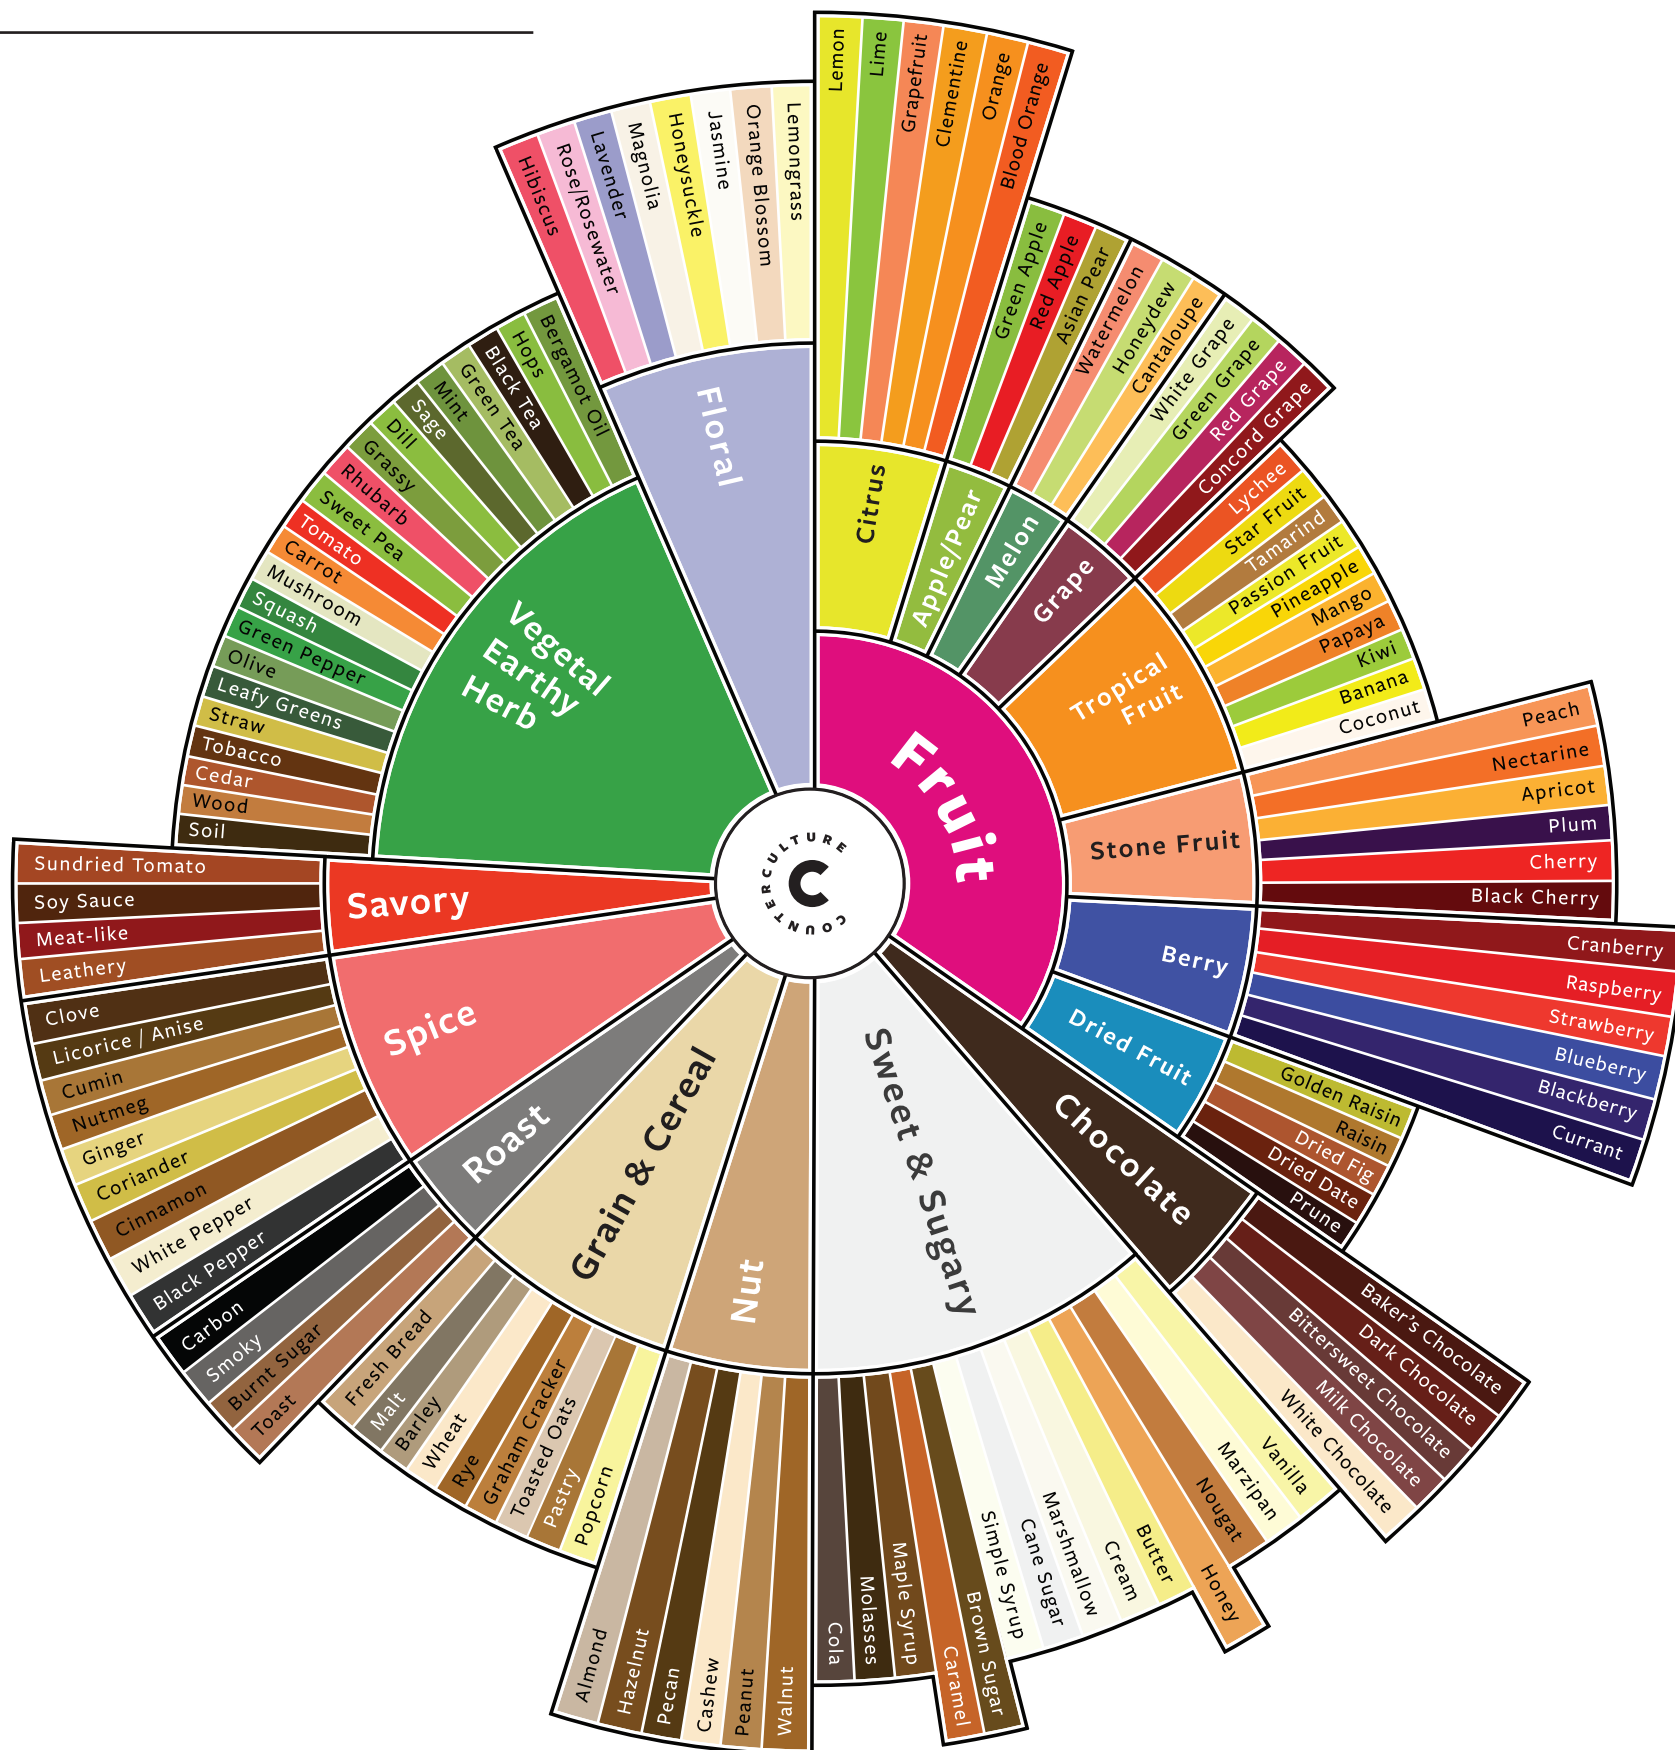 Lemon
Lime
Grapefruit
Clementine
Orange
Blood Orange
Green Apple
Red Apple
Asian Pear
Watermelon
Honeydew
Cantaloupe
White Grape
Green Grape
Red Grape
Concord Grape
Lychee
Star Fruit
Tamarind
Passion Fruit
Pineapple
Mango
Papaya
Kiwi
Banana
Coconut
Peach
Nectarine
Apricot
Plum
Cherry
Black Cherry
Cranberry
Raspberry
Strawberry
Blueberry
Blackberry
Currant
Golden Raisin
Raisin
Dried Fig
Dried Date
Prune
Baker's Chocolate
Dark Chocolate
Bittersweet Chocolate
Milk Chocolate
White Chocolate
Vanilla
Marzipan
Nougat
Honey
Butter
Cream
Marshmallow
Cane Sugar
Simple Syrup
Brown Sugar
Caramel
Maple Syrup
Molasses
Cola
Walnut
Peanut
Cashew
Pecan
Hazelnut
Almond
Popcorn
Pastry
Toasted Oats
Graham Cracker
Rye
Wheat
Barley
Malt
Fresh Bread
Toast
Burnt Sugar
Smoky
Carbon
Black Pepper
White Pepper
Cinnamon
Coriander
Ginger
Nutmeg
Cumin
Licorice / Anise
Clove
Leathery
Meat-like
Soy Sauce
Sundried Tomato
Soil
Wood
Cedar
Tobacco
Straw
Leafy Greens
Olive
Green Pepper
Squash
Mushroom
Carrot
Tomato
Sweet Pea
Rhubarb
Grassy
Dill
Sage
Mint
Green Tea
Black Tea
Hops
Bergamot Oil
Hibiscus
Rose/Rosewater
Lavender
Magnolia
Honeysuckle
Jasmine
Orange Blossom
Lemongrass
Citrus
Apple/Pear
Melon
Grape
Tropical
Fruit
Stone Fruit
Berry
Dried Fruit
Fruit
Chocolate
Sweet & Sugary
Nut
Grain & Cereal
Roast
Spice
Savory
Vegetal
Earthy
Herb
Floral
COUNTERCULTURE
C